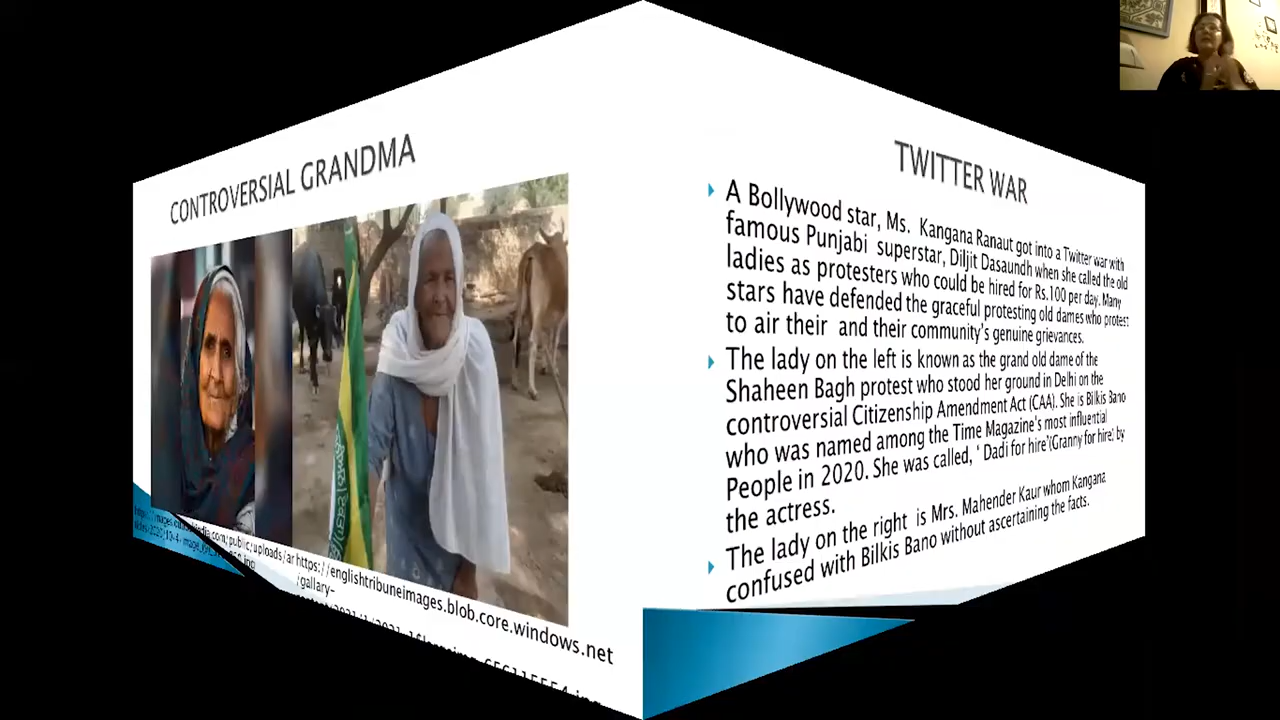 CONTROVERSIAL GRANDMA
/gallary-
https://englishtribuneimages.blob.core.windows.net
TWITTER WAR
A Bollywood star, Ms. Kangana Ranaut got into a Twitter war with
famous Punjabi superstar, Diljit Dasaundh when she called the old
ladies as protesters who could be hired for Rs.100 per day. Many
stars have defended the graceful protesting old dames who protest
to air their and their community's genuine grievances.
The lady on the left is known as the grand old dame of the
Shaheen Bagh protest who stood her ground in Delhi on the
controversial Citizenship Amendment Act (CAA). She is Bilkis Bano
who was named among the Time Magazine's most influential
People in 2020. She was called, ' Dadi for hire'(Granny for hire) by
the actress.
The lady on the right is Mrs. Mahender Kaur whom Kangana
confused with Bilkis Bano without ascertaining the facts.